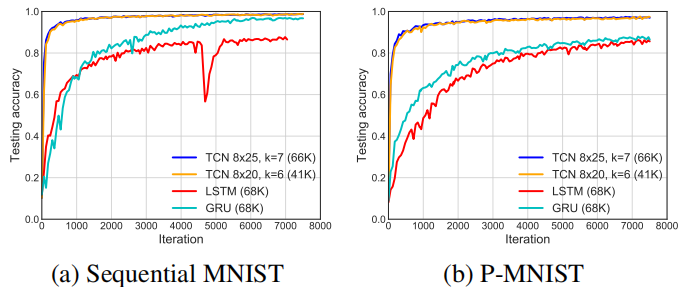 1.0
0.8
0.6
0.4
0.2
0.0
Testing accuracy
0 1000 2000 3000 4000 5000 6000 7000 8000
Iteration
TCN 8x25, k=7 (66K)
TCN 8x20, k=6 (41K)
LSTM (68K)
GRU (68K)
(a) Sequential MNIST
1.0
0.8
0.6
0.4
0.2
0.0
Testing accuracy
0 1000 2000 3000 4000 5000 6000 7000 8000
Iteration
TCN 8x25, k=7 (66K)
TCN 8x20, k=6 (41K)
LSTM (68K)
GRU (68K)
(b) P-MNIST